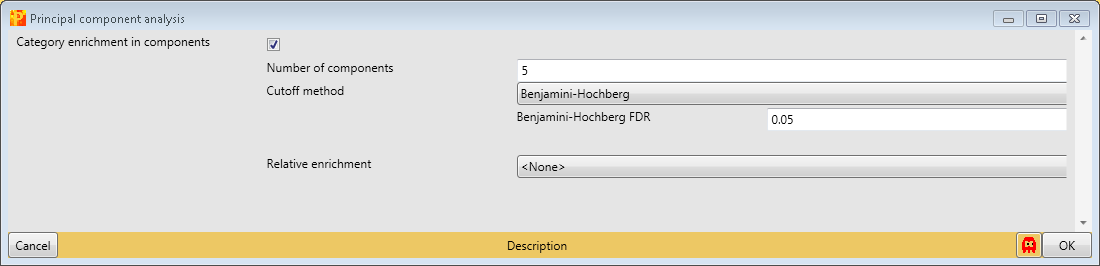 Principal component analysis
Category enrichment in components
Number of components 5
Cutoff method Benjamini-Hochberg
Benjamini-Hochberg FDR 0.05
Relative enrichment <None>
Cancel Description OK